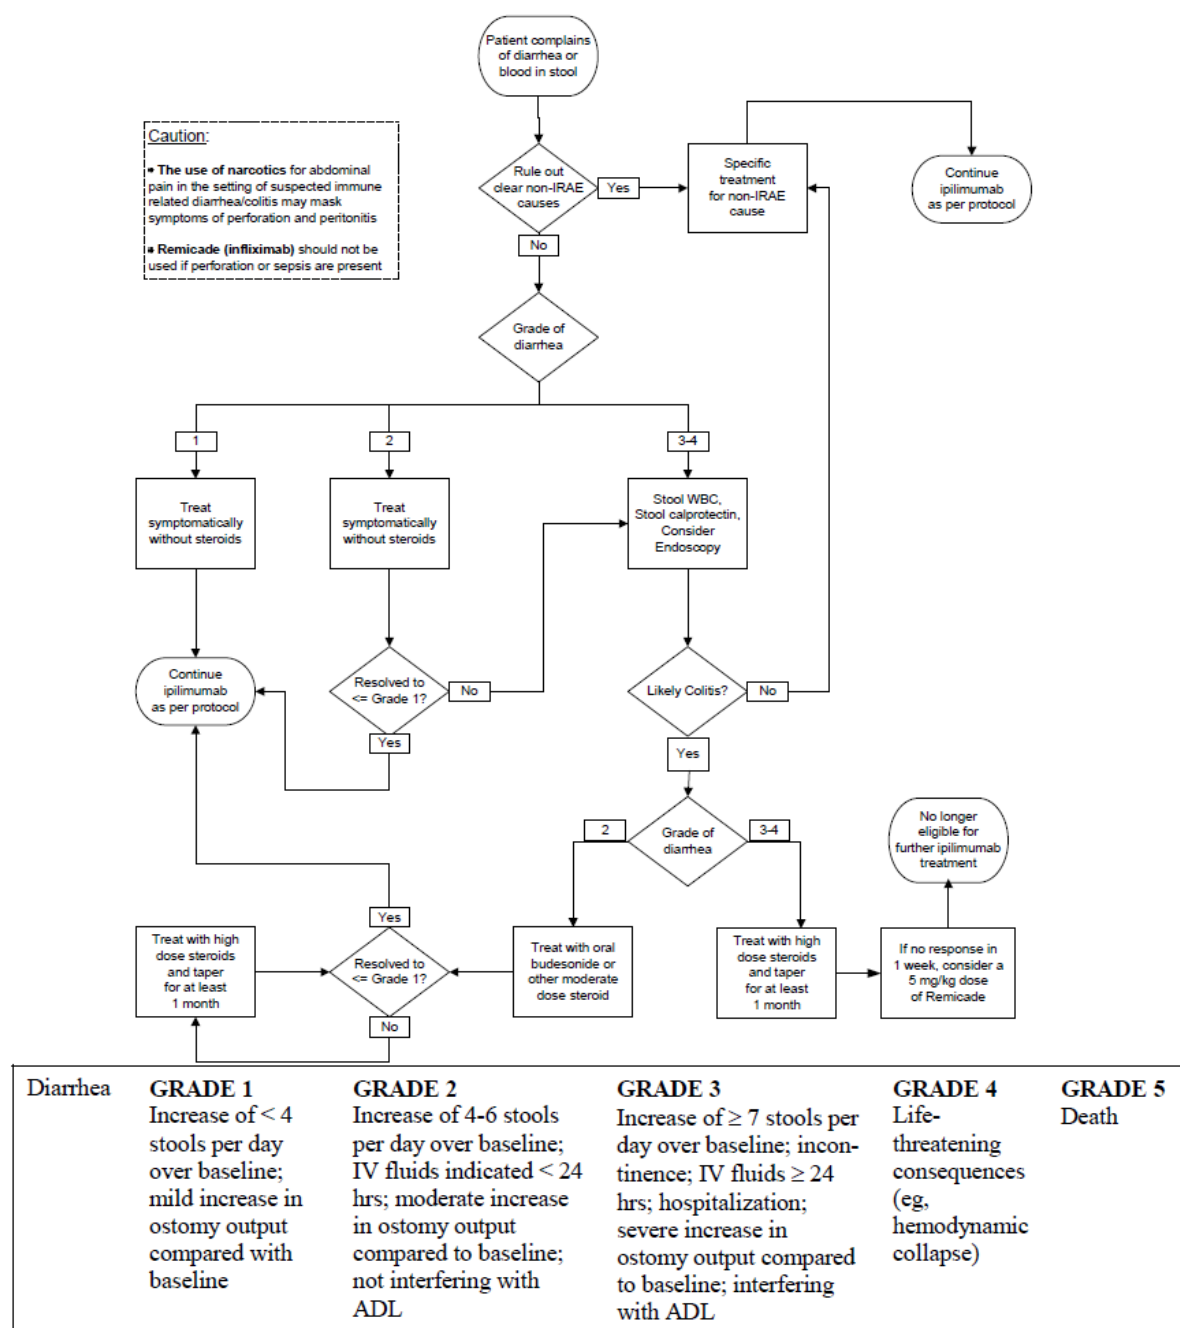 Patient complains
of diarrhea or
blood in stool
Caution:
• The use of narcotics for abdominal
pain in the setting of suspected immune
related diarrhea/colitis may mask
symptoms of perforation and peritonitis
• Remicade (infliximab) should not be
used if perforation or sepsis are present
Rule out
clear non-IRAE
causes
Yes
Specific
treatment
for non-IRAE
cause
Continue
ipilimumab
as per protocol
No
Grade of
diarrhea
1
2
3-4
Treat
symptomatically
without steroids
Treat
symptomatically
without steroids
Stool WBC,
Stool calprotectin,
Consider
Endoscopy
Continue
ipilimumab
as per protocol
Resolved to
<= Grade 1?
No
Yes
Likely Colitis?
No
Yes
2
Grade of
diarrhea
3-4
No longer
eligible for
further ipilimumab
treatment
Yes
Treat with high
dose steroids
and taper
for at least
1 month
Resolved to
<= Grade 1?
No
Treat with oral
budesonide or
other moderate
dose steroid
Treat with high
dose steroids
and taper
for at least
1 month
If no response in
1 week, consider a
5 mg/kg dose
of Remicade
Diarrhea
GRADE 1
Increase of < 4
stools per day
over baseline;
mild increase in
ostomy output
compared with
baseline
GRADE 2
Increase of 4-6 stools
per day over baseline;
IV fluids indicated < 24
hrs; moderate increase
in ostomy output
compared to baseline;
not interfering with
ADL
GRADE 3
Increase of ≥ 7 stools per
day over baseline; incon-
tinence; IV fluids ≥ 24
hrs; hospitalization;
severe increase in
ostomy output compared
to baseline; interfering
with ADL
GRADE 4
Life-
threatening
consequences
(eg,
hemodynamic
collapse)
GRADE 5
Death